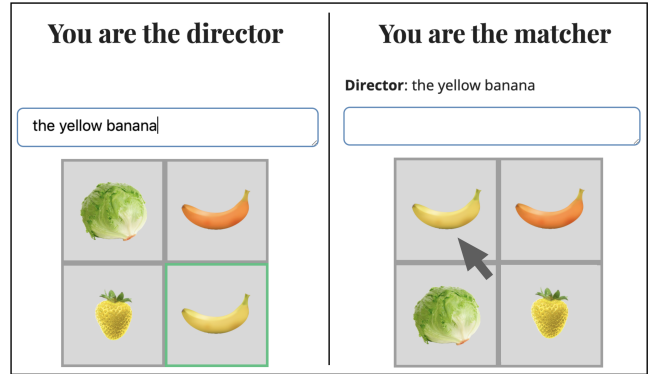 You are the director
the yellow banana
You are the matcher
Director: the yellow banana